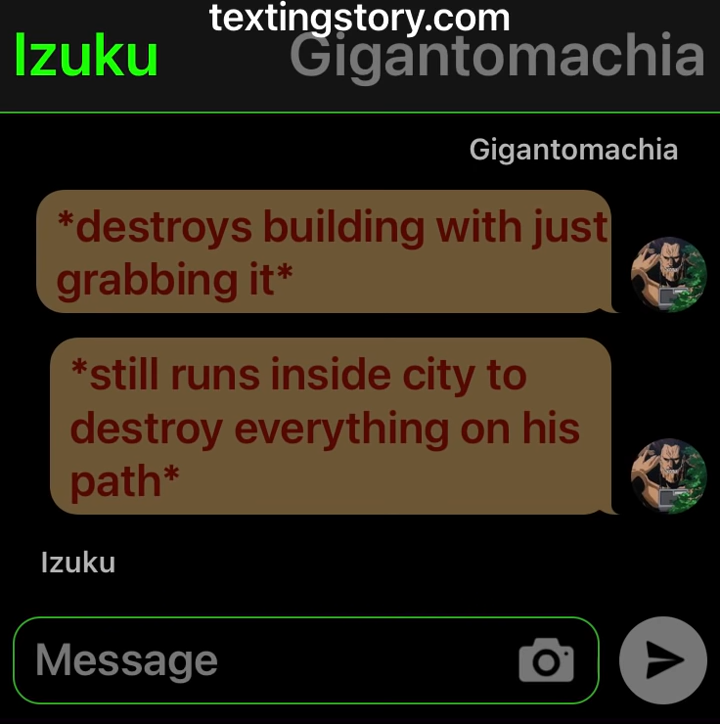 textingstory.com
Izuku
Gigantomachia
Gigantomachia
*destroys building with just
grabbing it*
*still runs inside city to
destroy everything on his
path*
Izuku
Message